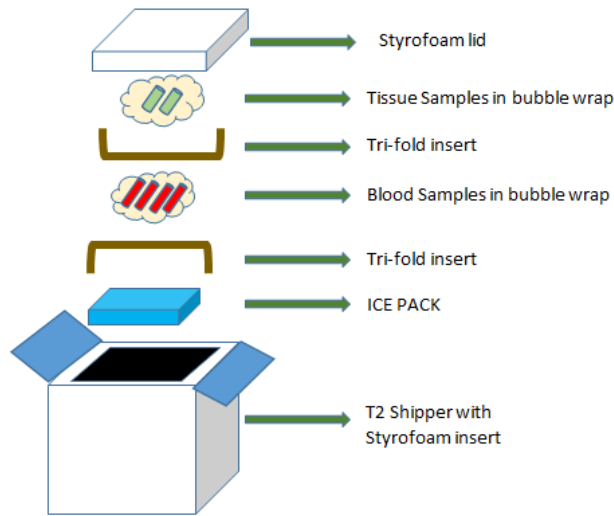 Styrofoam lid
Tissue Samples in bubble wrap
Tri-fold insert
Blood Samples in bubble wrap
Tri-fold insert
ICE PACK
T2 Shipper with
Styrofoam insert